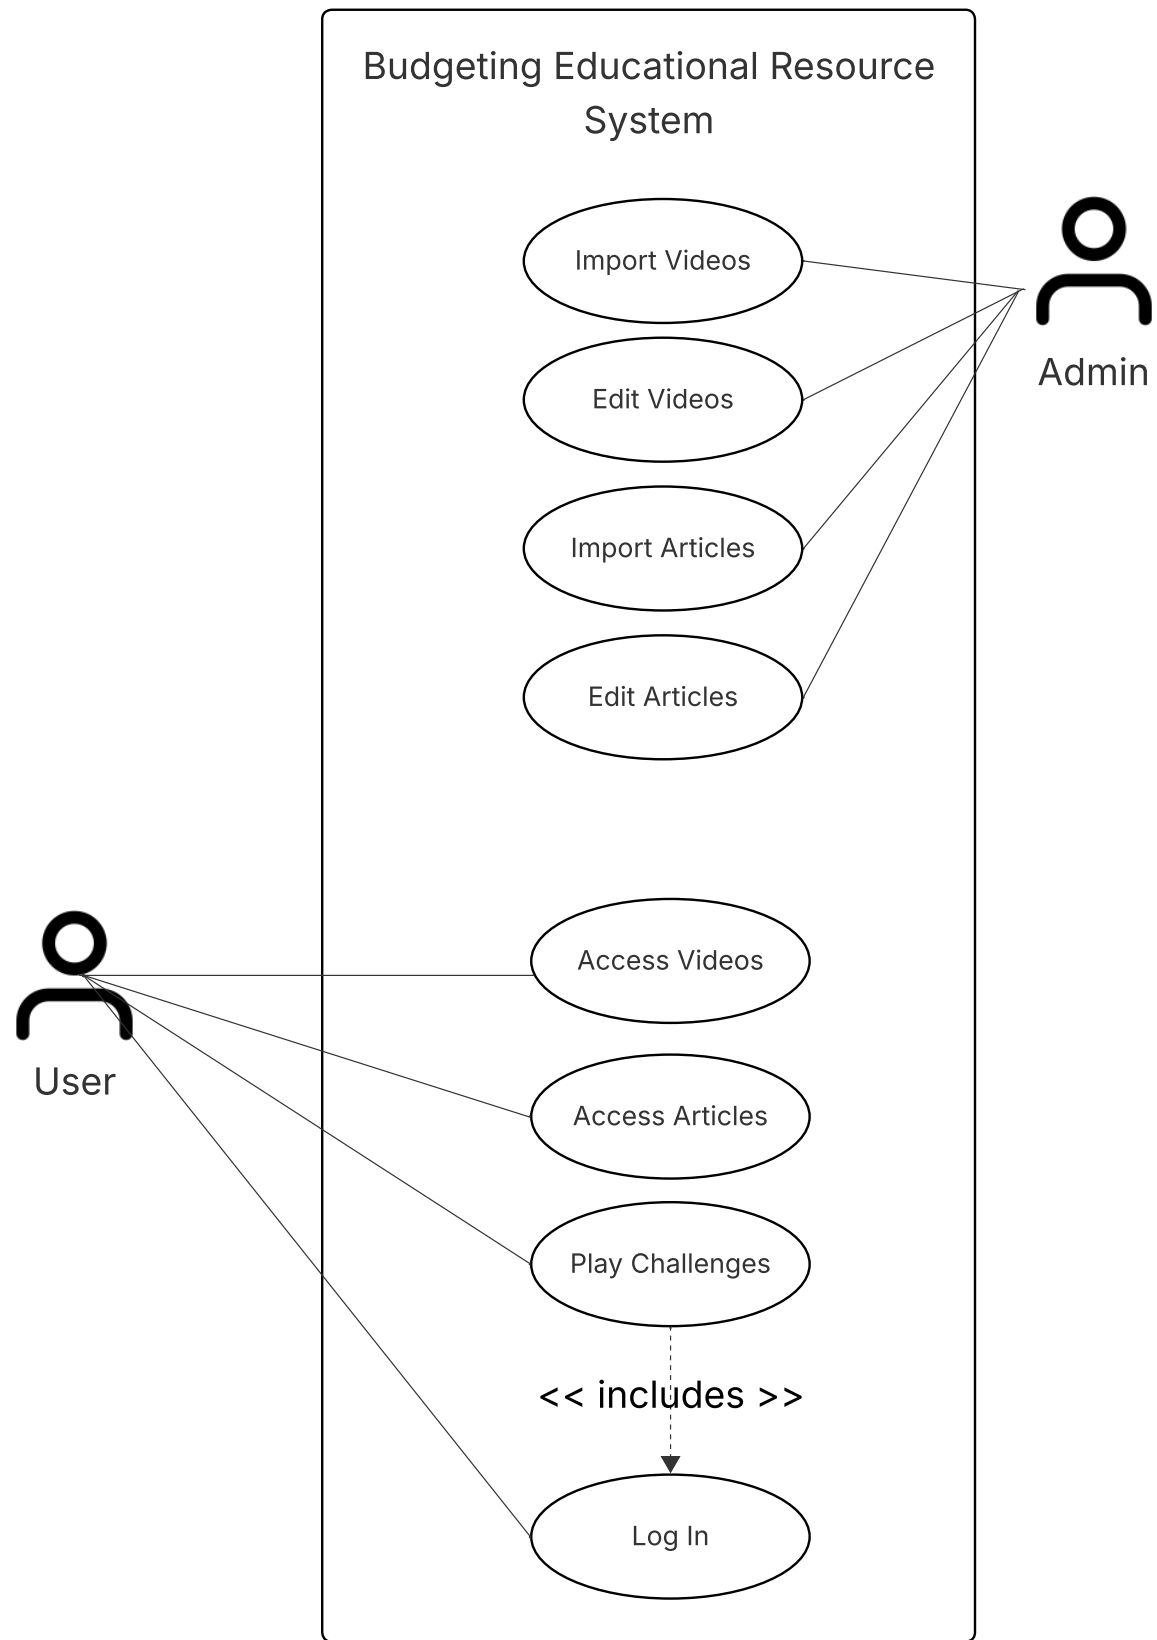 Budgeting Educational Resource
System
Import Videos
Admin
Edit Videos
Import Articles
Edit Articles
Access Videos
User
Access Articles
Play Challenges
<< includes >>
Log In